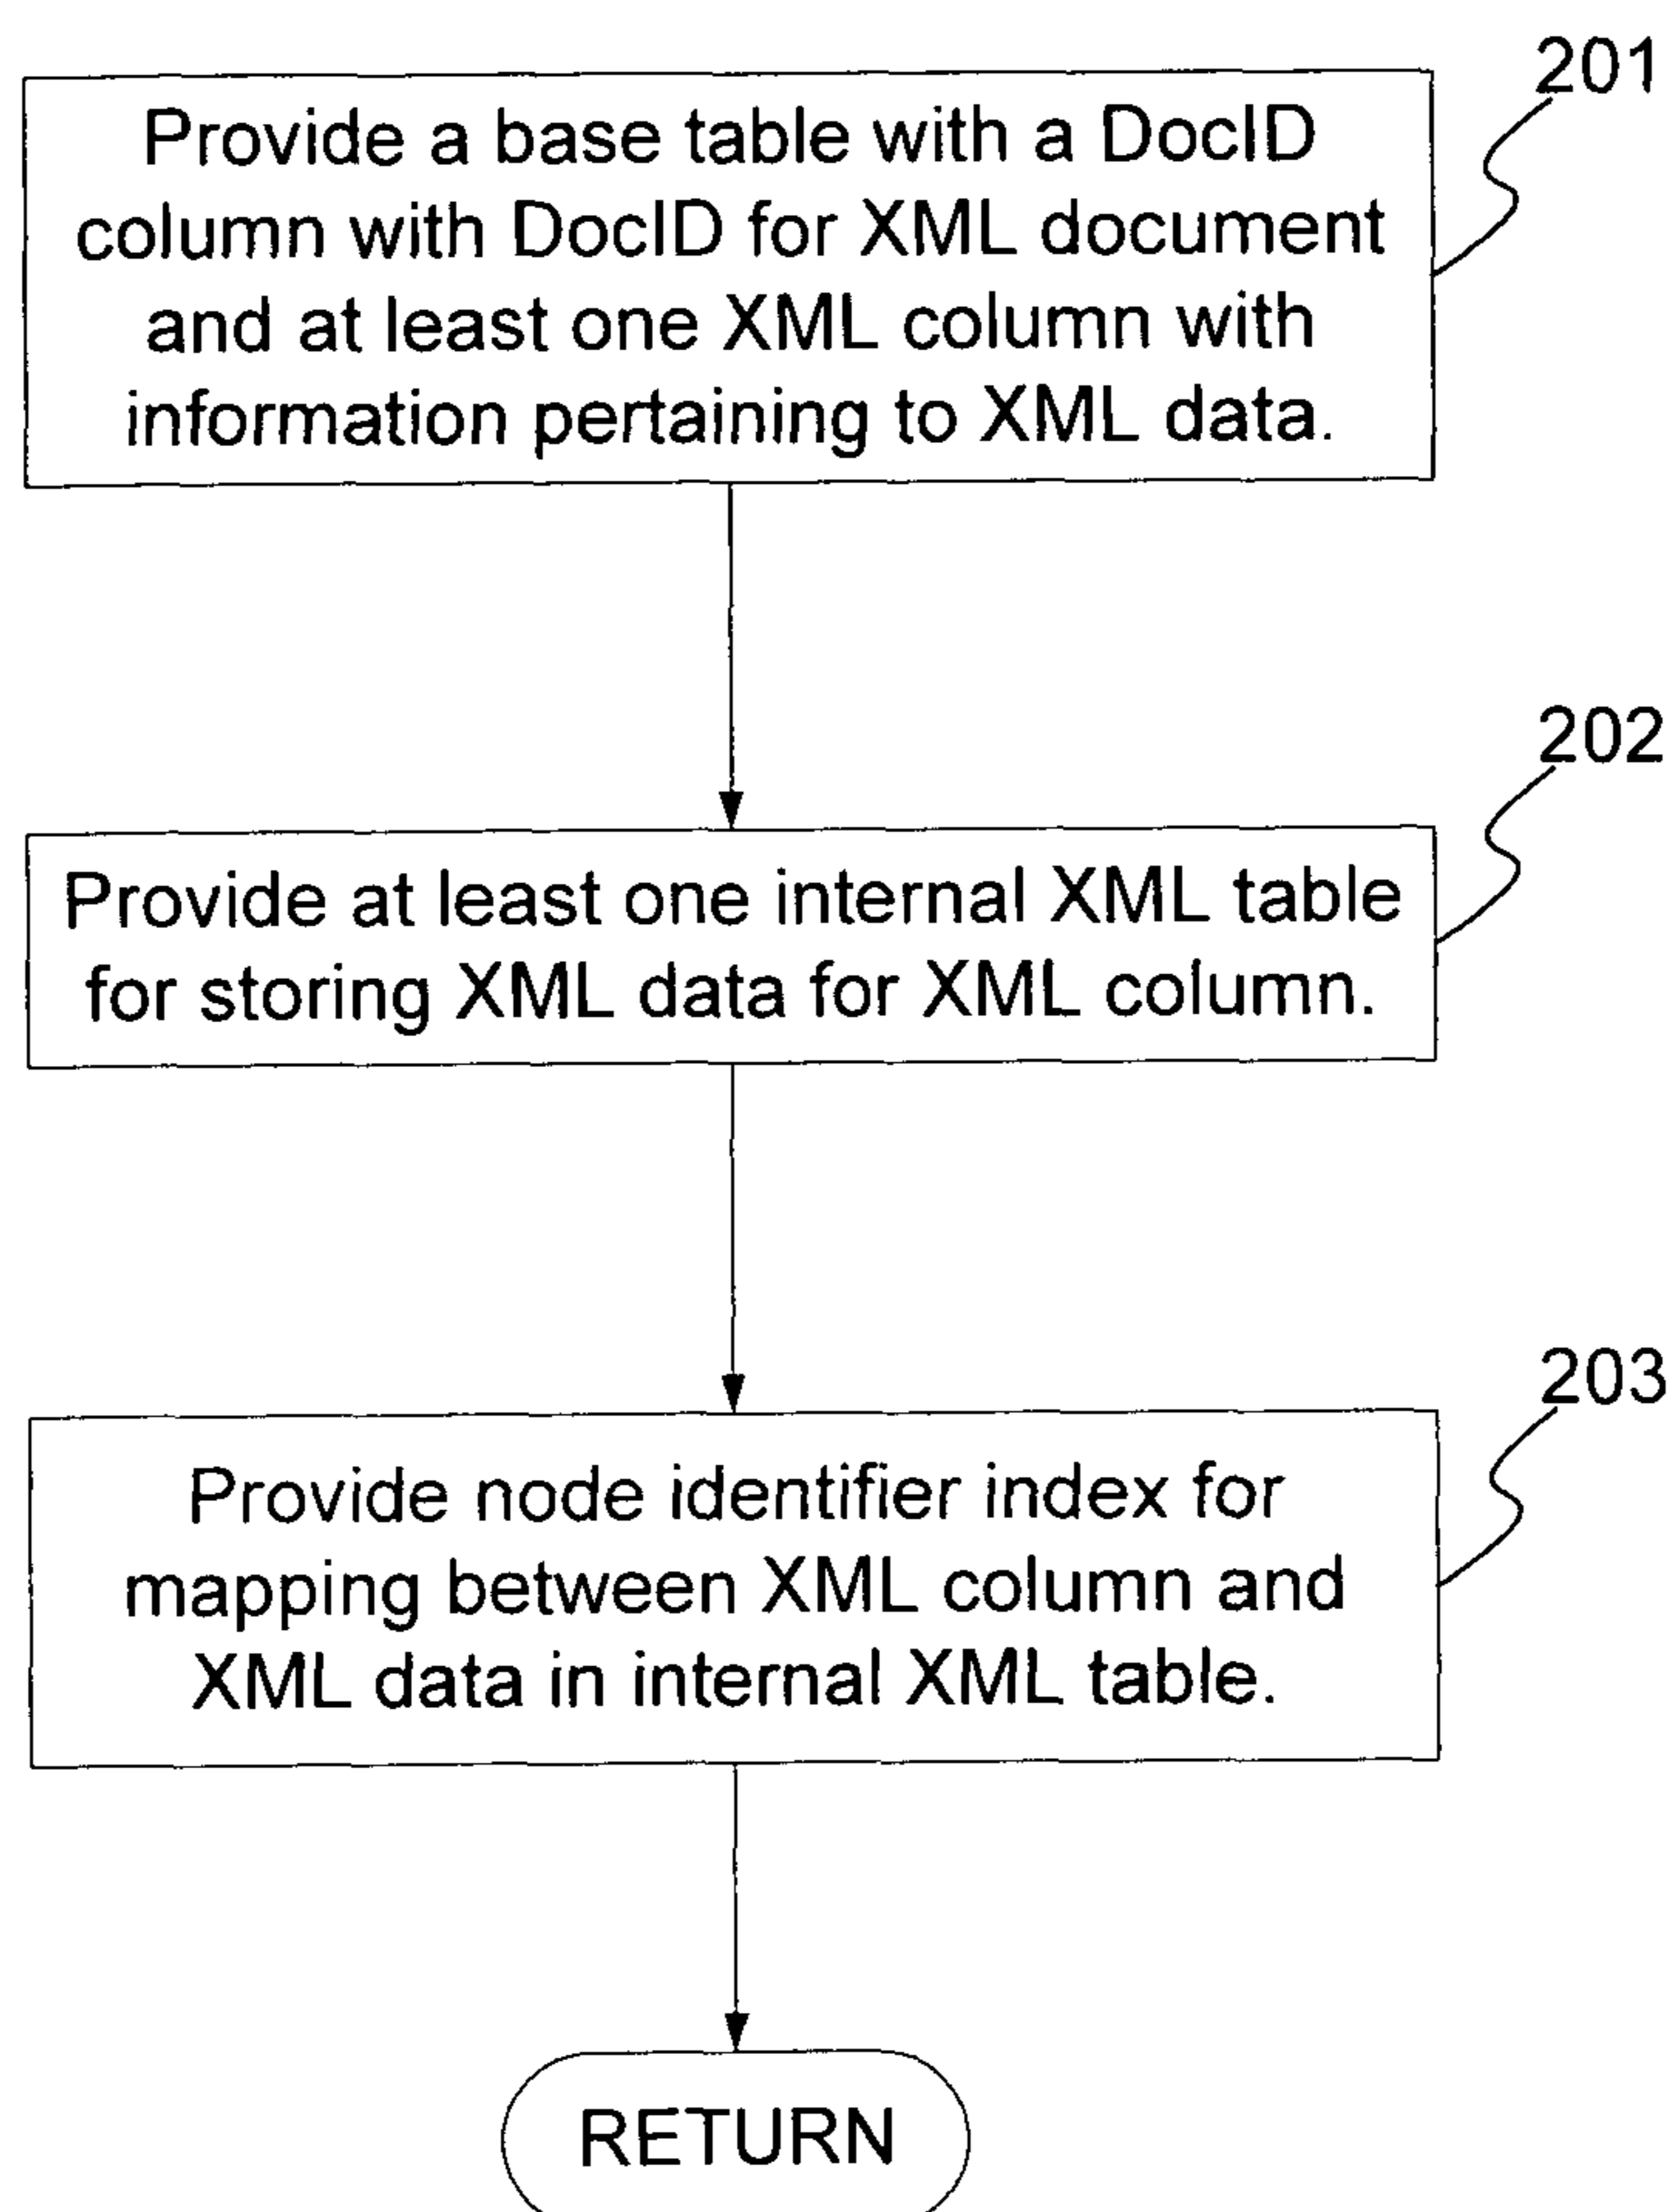 201
Provide a base table with a DocID
column with DocID for XML document
and at least one XML column with
information pertaining to XML data.
202
Provide at least one internal XML table
for storing XML data for XML column.
203
Provide node identifier index for
mapping between XML column and
XML data in internal XML table.
RETURN